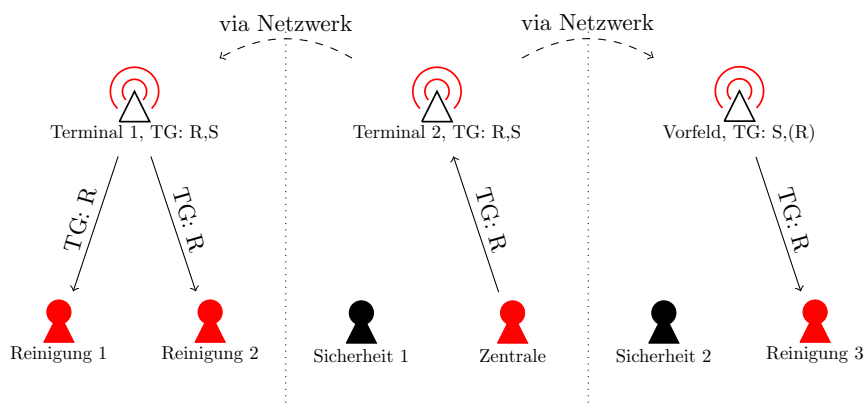 via Netzwerk
via Netzwerk
Terminal 1, TG: R,S
Terminal 2, TG: R,S
Vorfeld, TG: S,(R)
TG: R
TG: R
TG: R
TG: R
Reinigung 1
Reinigung 2
Sicherheit 1
Zentrale
Sicherheit 2
Reinigung 3